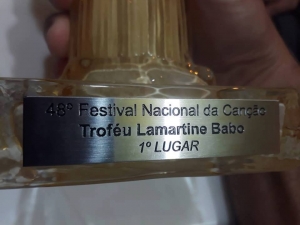 48º Festival Nacional da Canção
Troféu Lamartine Babo
1º LUGAR